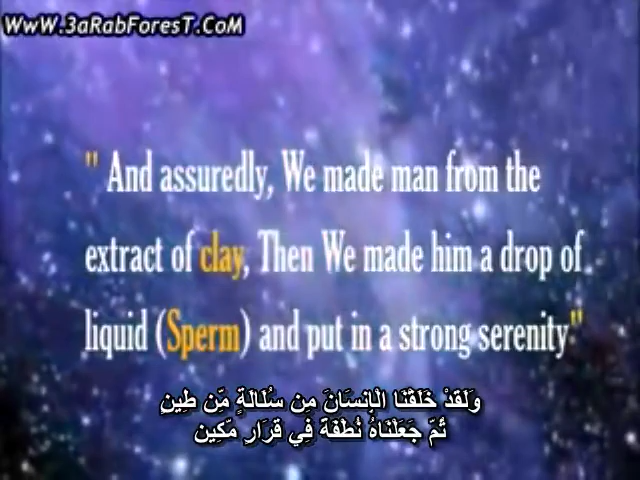 WwW.3aRabForesT.CoM
" And assuredly, We made man from the
extract of clay, Then We made him a drop of
liquid (Sperm) and put in a strong serenity"
وَلَقَدْ خَلَقْنَا الْإِنسَانَ مِن سُلَالَةٍ مِّن طِينٍ
ثُمَّ جَعَلْنَاهُ نُطْفَةً فِي قَرَارٍ مَّكِين